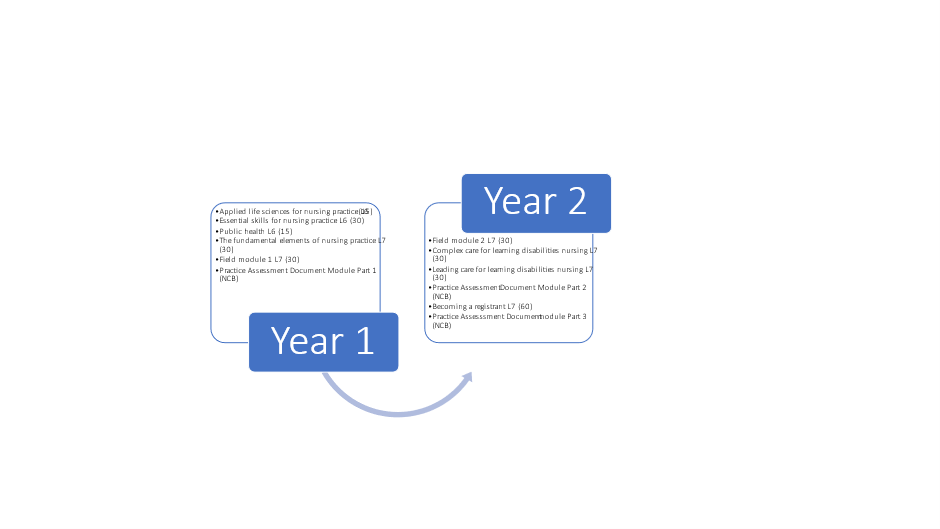 •Applied life sciences for nursing practice (15)
•Essential skills for nursing practice L6 (30)
•Public health L6 (15)
•The fundamental elements of nursing practice L7
(30)
•Field module 1 L7 (30)
•Practice Assessment Document Module Part 1
(NCB)
Year 1
Year 2
•Field module 2 L7 (30)
•Complex care for learning disabilities nursing L7
(30)
•Leading care for learning disabilities nursing L7
(30)
•Practice Assessment Document Module Part 2
(NCB)
•Becoming a registrant L7 (60)
•Practice Assesssment Document module Part 3
(NCB)